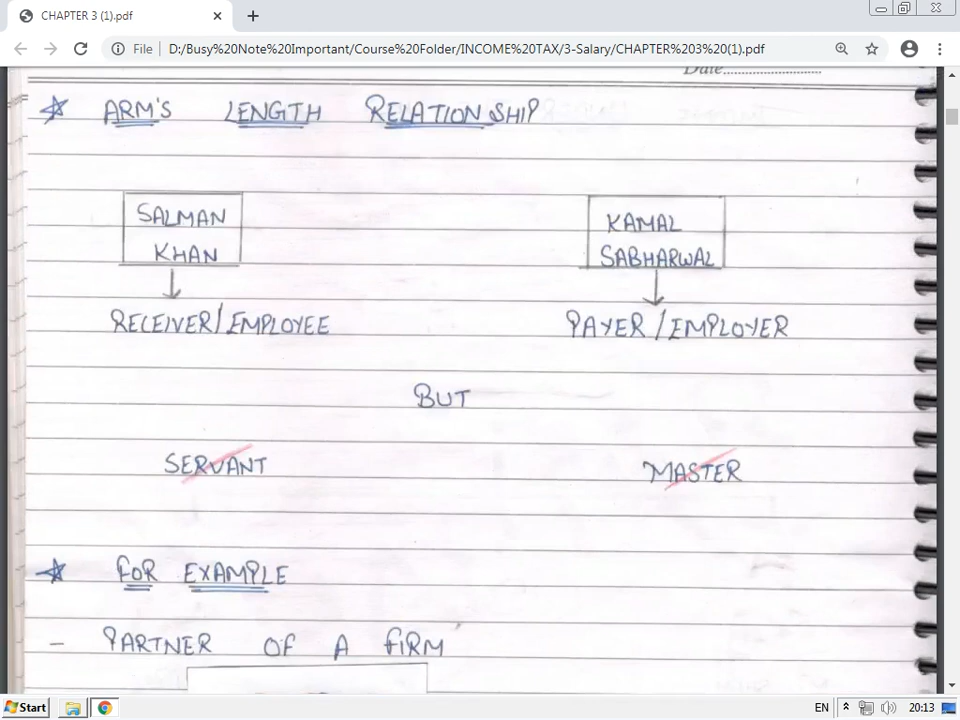 CHAPTER 3 (1).pdf
File D:/Busy%20Note%20Important/Course%20Folder/INCOME%20TAX/3-Salary/CHAPTER%203%20(1).pdf
Date
ARM'S LENGTH RELATIONSHIP
SALMAN KAMAL
KHAN SABHARWAL
RECEIVER/EMPLOYEE PAYER/EMPLOYER
BUT
SERVANT MASTER
FOR EXAMPLE
- PARTNER OF A FIRM
Start EN 20:13